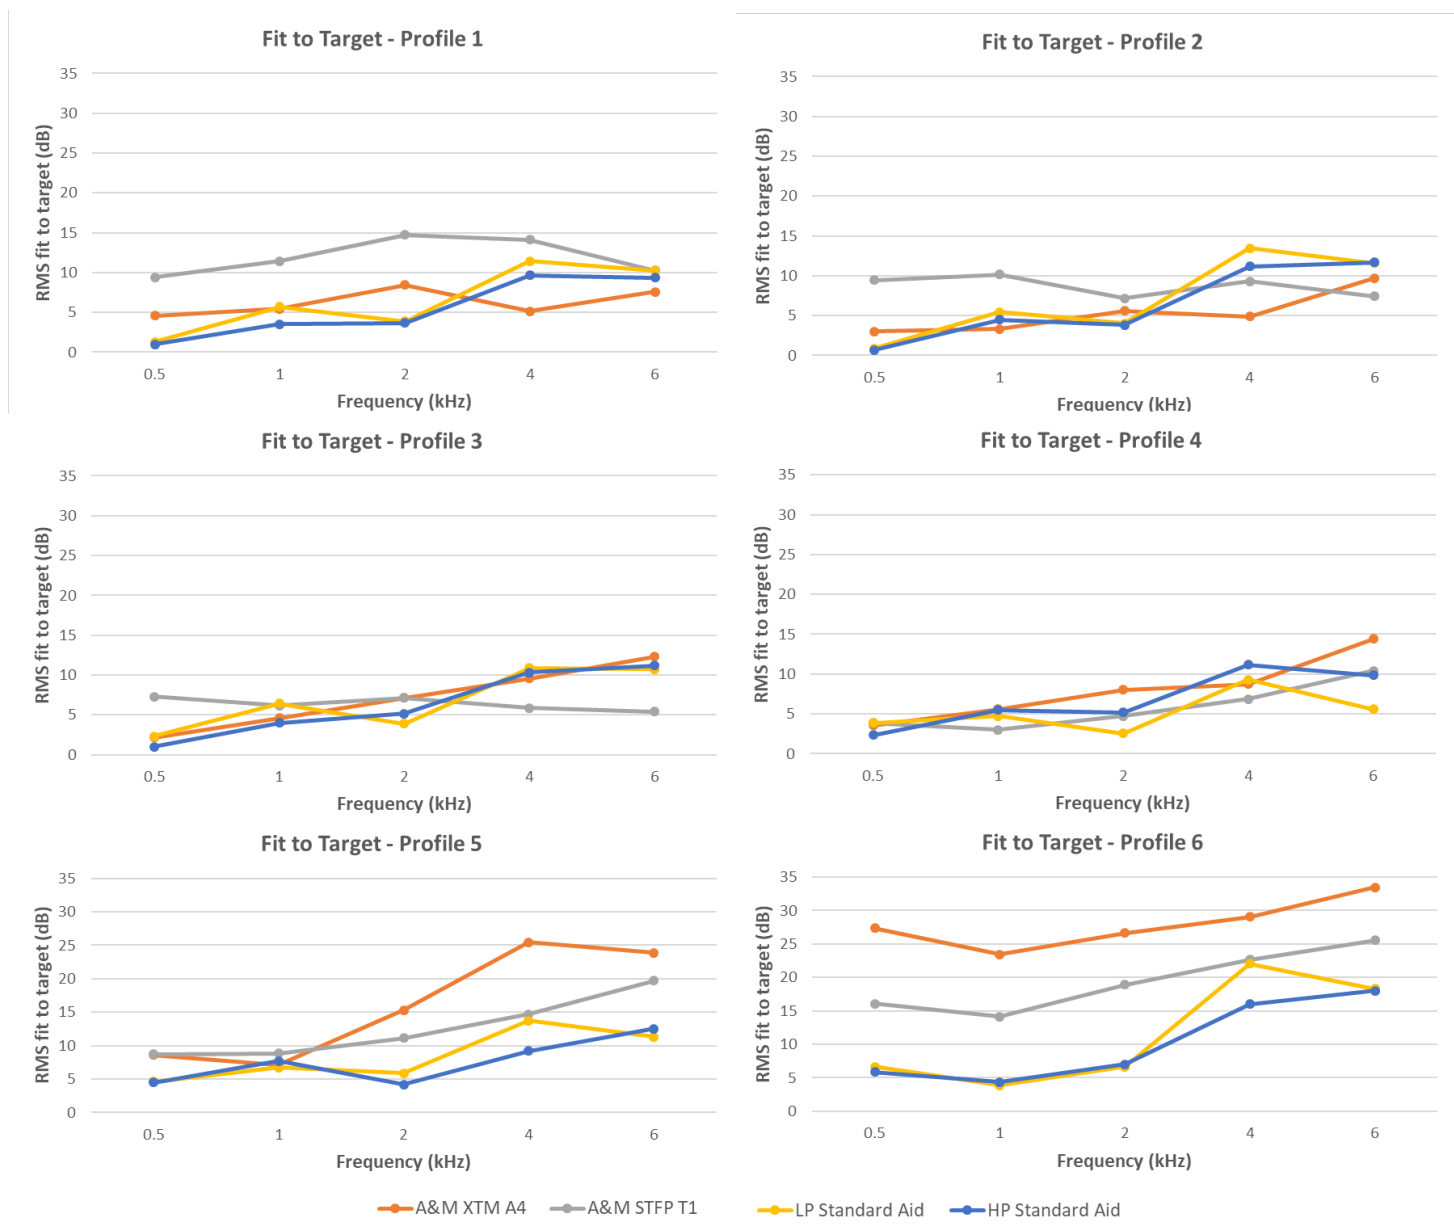 Fit to Target - Profile 1
RMS fit to target (dB)
35
30
25
20
15
10
5
0
0.5 1 2 4 6
Frequency (kHz)
Fit to Target - Profile 2
RMS fit to target (dB)
35
30
25
20
15
10
5
0
0.5 1 2 4 6
Frequency (kHz)
Fit to Target - Profile 3
RMS fit to target (dB)
35
30
25
20
15
10
5
0
0.5 1 2 4 6
Frequency (kHz)
Fit to Target - Profile 4
RMS fit to target (dB)
35
30
25
20
15
10
5
0
0.5 1 2 4 6
Frequency (kHz)
Fit to Target - Profile 5
RMS fit to target (dB)
35
30
25
20
15
10
5
0
0.5 1 2 4 6
Frequency (kHz)
Fit to Target - Profile 6
RMS fit to target (dB)
35
30
25
20
15
10
5
0
0.5 1 2 4 6
Frequency (kHz)
A&M XTM A4 A&M STFP T1 LP Standard Aid HP Standard Aid